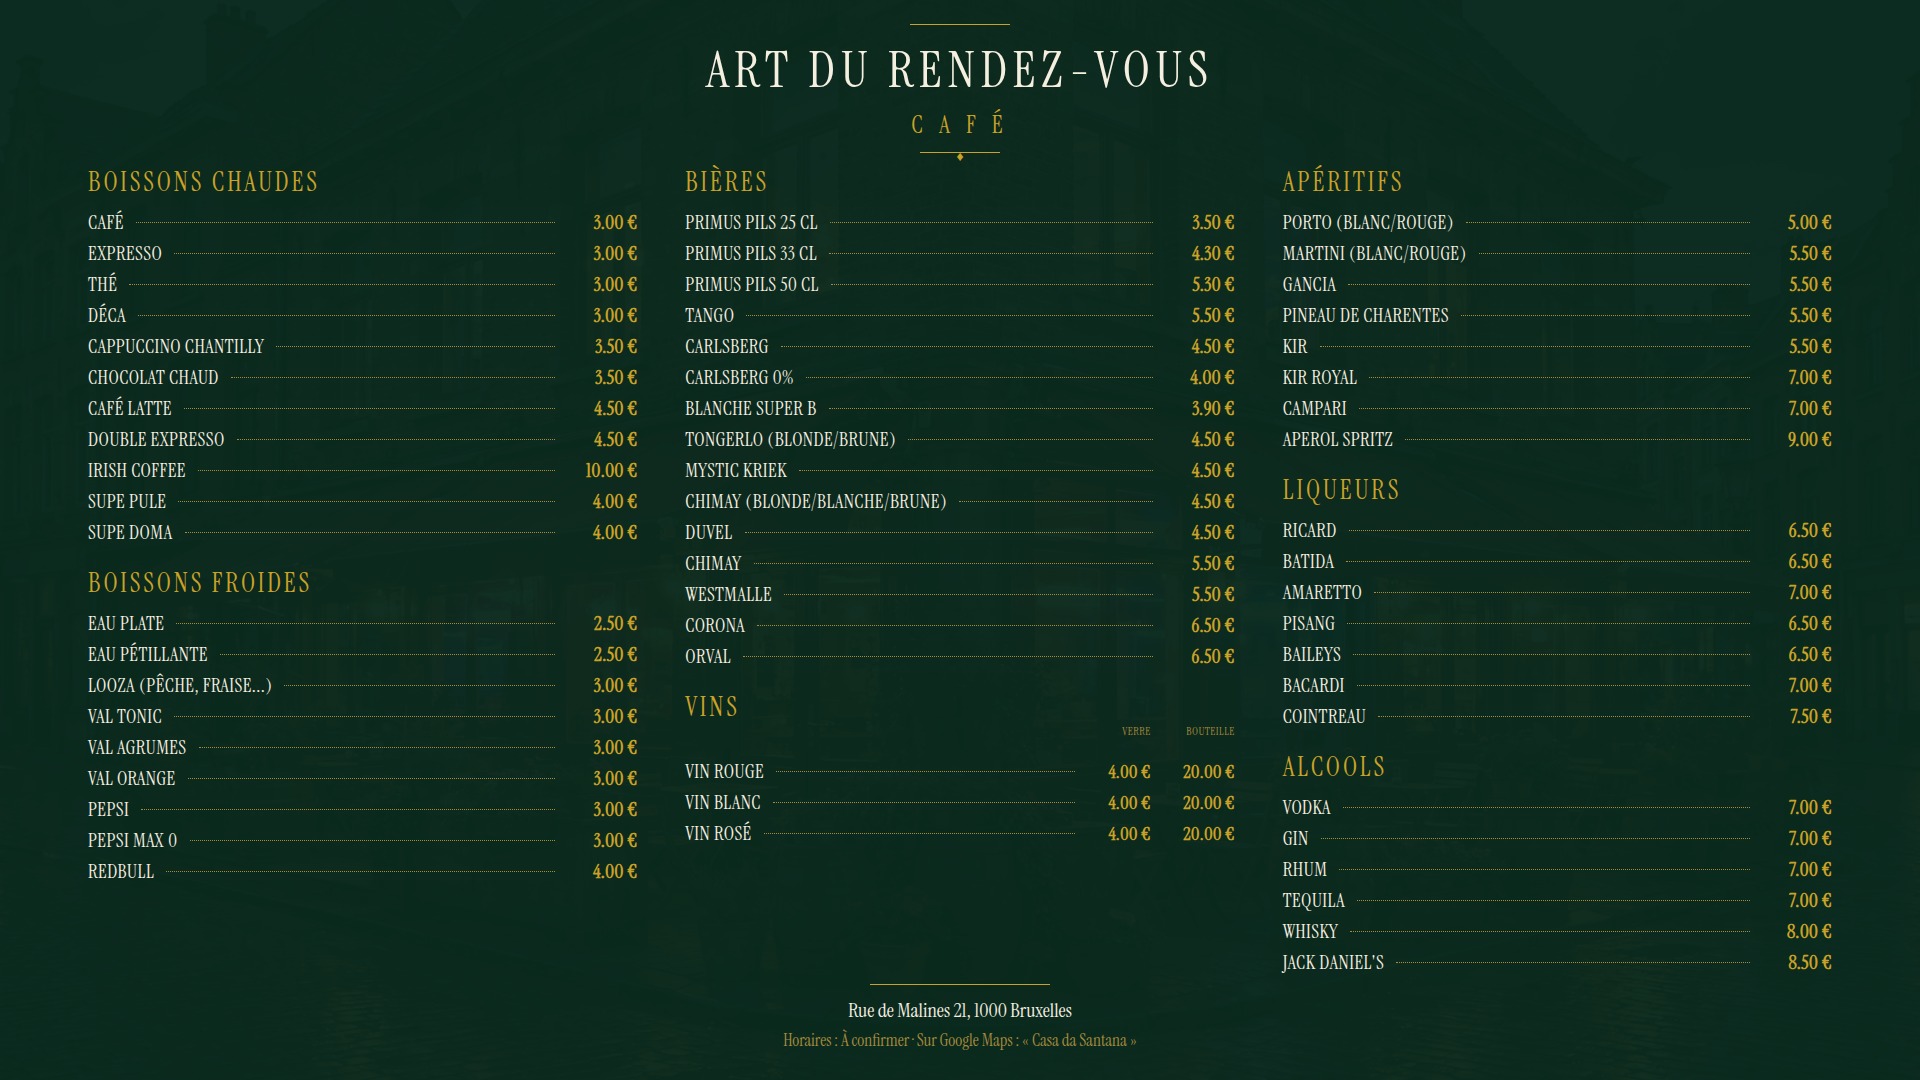 ART DU RENDEZ-VOUS
CAFÉ
BOISSONS CHAUDES
CAFÉ 3.00 €
EXPRESSO 3.00 €
THÉ 3.00 €
DÉCA 3.00 €
CAPPUCCINO CHANTILLY 3.50 €
CHOCOLAT CHAUD 3.50 €
CAFÉ LATTE 4.50 €
DOUBLE EXPRESSO 4.50 €
IRISH COFFEE 10.00 €
SUPE PULE 4.00 €
SUPE DOMA 4.00 €
BOISSONS FROIDES
EAU PLATE 2.50 €
EAU PÉTILLANTE 2.50 €
LOOZA (PÊCHE, FRAISE...) 3.00 €
VAL TONIC 3.00 €
VAL AGRUMES 3.00 €
VAL ORANGE 3.00 €
PEPSI 3.00 €
PEPSI MAX 0 3.00 €
REDBULL 4.00 €
BIÈRES
PRIMUS PILS 25 CL 3.50 €
PRIMUS PILS 33 CL 4.30 €
PRIMUS PILS 50 CL 5.30 €
TANGO 5.50 €
CARLSBERG 4.50 €
CARLSBERG 0% 4.00 €
BLANCHE SUPER B 3.90 €
TONGERLO (BLONDE/BRUNE) 4.50 €
MYSTIC KRIEK 4.50 €
CHIMAY (BLONDE/BLANCHE/BRUNE) 4.50 €
DUVEL 4.50 €
CHIMAY 5.50 €
WESTMALLE 5.50 €
CORONA 6.50 €
ORVAL 6.50 €
VINS
VERRE BOUTEILLE
VIN ROUGE 4.00 € 20.00 €
VIN BLANC 4.00 € 20.00 €
VIN ROSÉ 4.00 € 20.00 €
APÉRITIFS
PORTO (BLANC/ROUGE) 5.00 €
MARTINI (BLANC/ROUGE) 5.50 €
GANCIA 5.50 €
PINEAU DE CHARENTES 5.50 €
KIR 5.50 €
KIR ROYAL 7.00 €
CAMPARI 7.00 €
APEROL SPRITZ 9.00 €
LIQUEURS
RICARD 6.50 €
BATIDA 6.50 €
AMARETTO 7.00 €
PISANG 6.50 €
BAILEYS 6.50 €
BACARDI 7.00 €
COINTREAU 7.50 €
ALCOOLS
VODKA 7.00 €
GIN 7.00 €
RHUM 7.00 €
TEQUILA 7.00 €
WHISKY 8.00 €
JACK DANIEL'S 8.50 €
Rue de Malines 21, 1000 Bruxelles
Horaires : À confirmer · Sur Google Maps : « Casa da Santana »